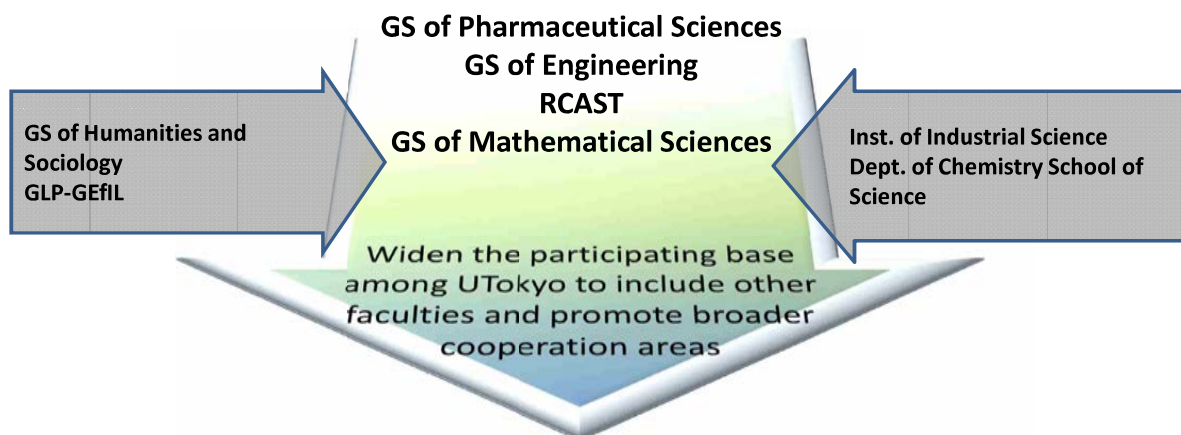 GS of Pharmaceutical Sciences
GS of Engineering
RCAST
GS of Mathematical Sciences
GS of Humanities and
Sociology
GLP-GEfIL
Inst. of Industrial Science
Dept. of Chemistry School of
Science
Widen the participating base
among UTokyo to include other
faculties and promote broader
cooperation areas